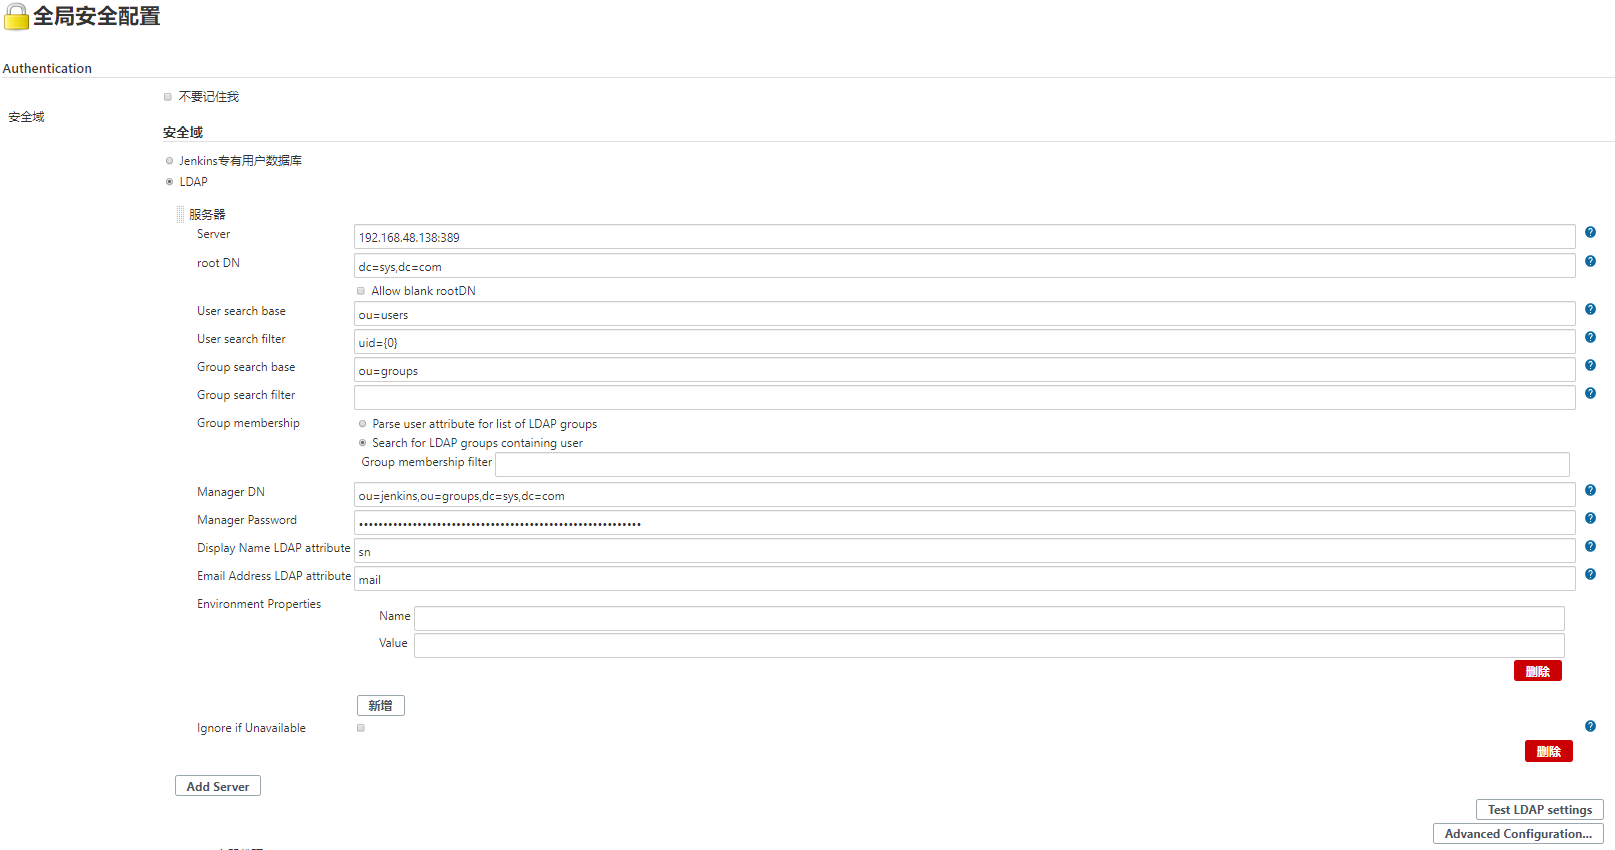 全局安全配置
Authentication
不要记住我
安全域
安全域
Jenkins专有用户数据库
LDAP
服务器
Server 192.168.48.138:389
root DN dc=sys,dc=com
Allow blank rootDN
User search base ou=users
User search filter uid={0}
Group search base ou=groups
Group search filter
Group membership Parse user attribute for list of LDAP groups
Search for LDAP groups containing user
Group membership filter
Manager DN ou=jenkins,ou=groups,dc=sys,dc=com
Manager Password
Display Name LDAP attribute sn
Email Address LDAP attribute mail
Environment Properties
Name
Value
删除
新增
Ignore if Unavailable
删除
Add Server
Test LDAP settings
Advanced Configuration...